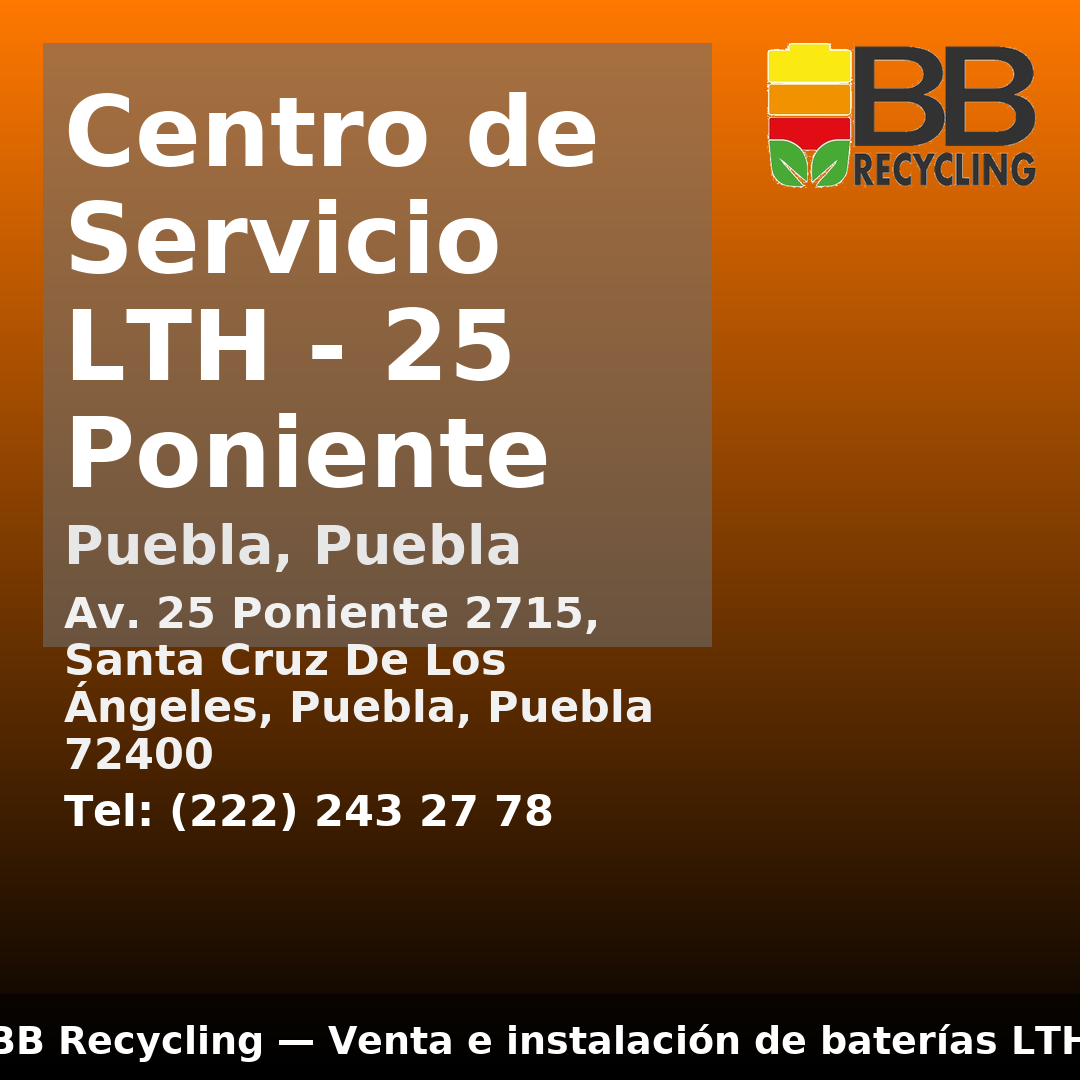 Centro de
Servicio
LTH - 25
Poniente
Puebla, Puebla
Av. 25 Poniente 2715,
Santa Cruz De Los
Ángeles, Puebla, Puebla
72400
Tel: (222) 243 27 78
BB
RECYCLING
BB Recycling — Venta e instalación de baterías LTH